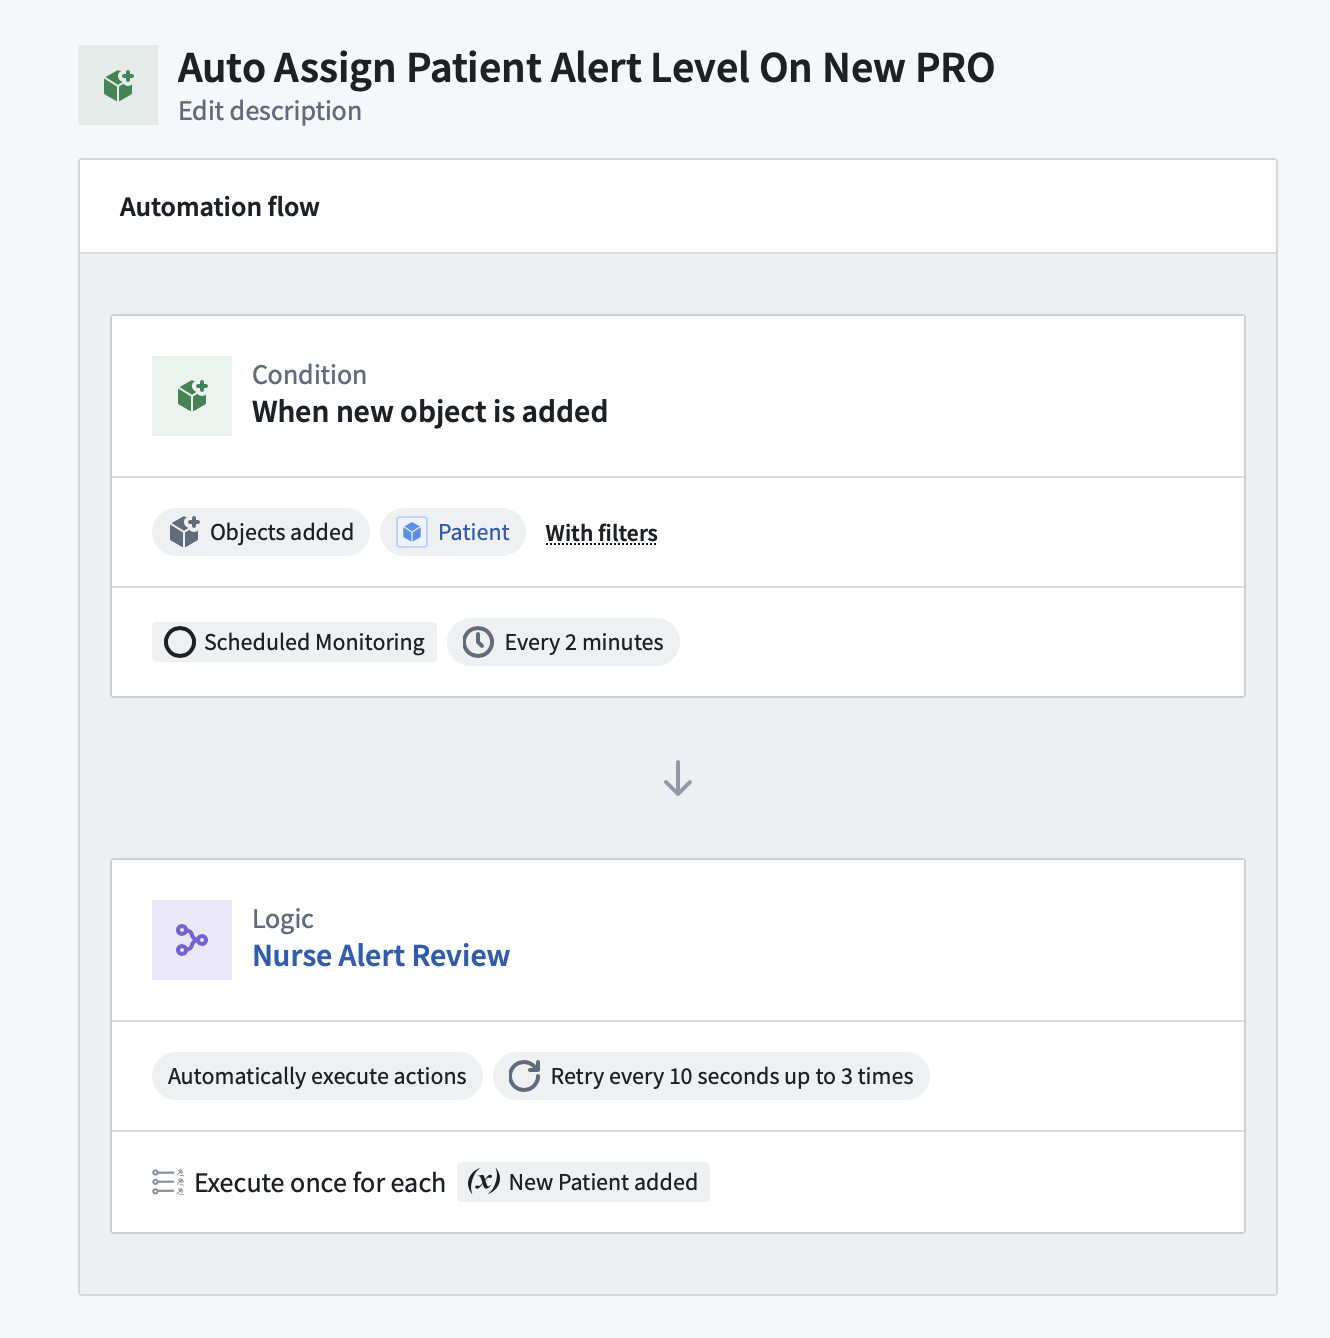 Auto Assign Patient Alert Level On New PRO
Edit description
Automation flow
Condition
When new object is added
Objects added Patient With filters
Scheduled Monitoring Every 2 minutes
Logic
Nurse Alert Review
Automatically execute actions Retry every 10 seconds up to 3 times
Execute once for each (x) New Patient added